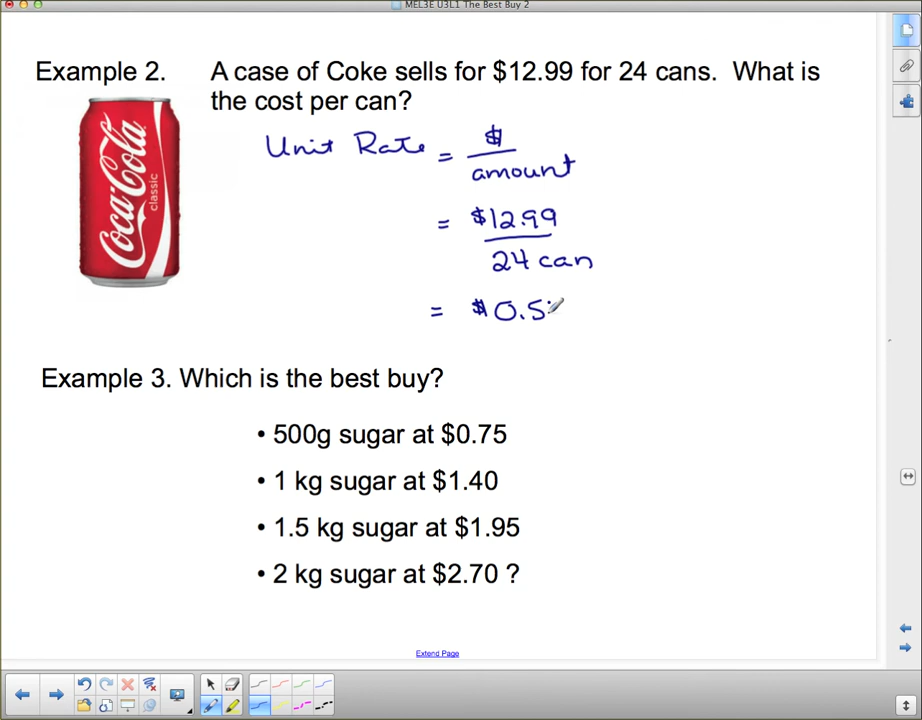 MEL3E U3L1 The Best Buy 2
Example 2. A case of Coke sells for $12.99 for 24 cans. What is
the cost per can?
Coca-Cola
classic
Unit Rate = $
amount
= $12.99
24 can
= $0.5
Example 3. Which is the best buy?
• 500g sugar at $0.75
• 1 kg sugar at $1.40
• 1.5 kg sugar at $1.95
• 2 kg sugar at $2.70 ?
Extend Page